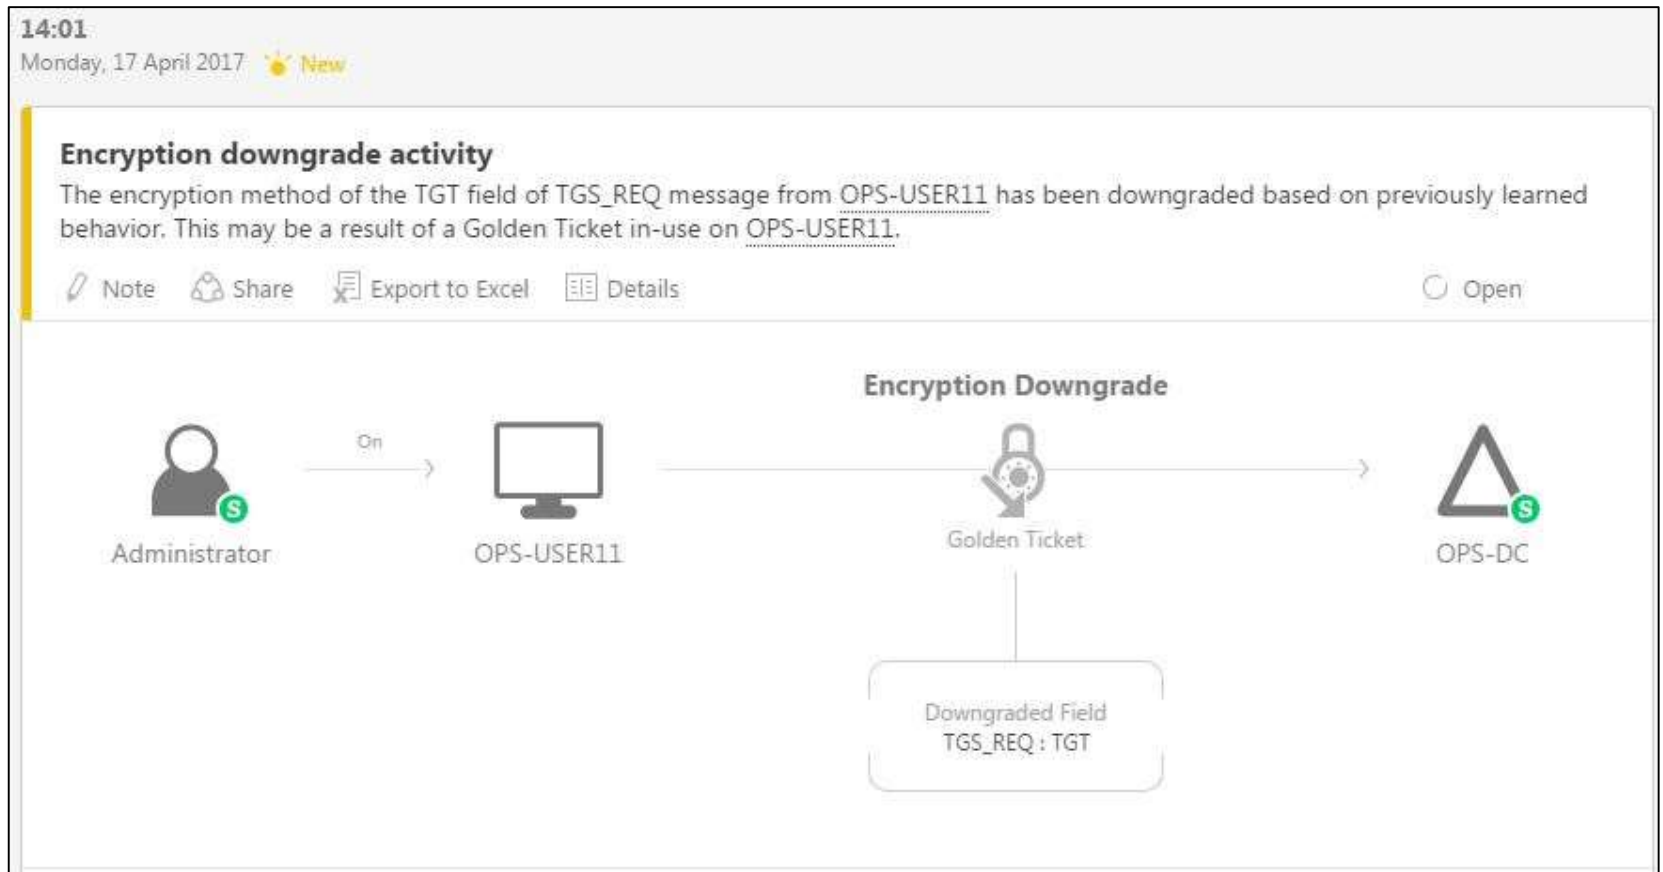 14:01
Monday, 17 April 2017 New
Encryption downgrade activity
The encryption method of the TGT field of TGS_REQ message from OPS-USER11 has been downgraded based on previously learned
behavior. This may be a result of a Golden Ticket in-use on OPS-USER11.
Note Share Export to Excel Details Open
Encryption Downgrade
On
S S
Golden Ticket
Administrator OPS-USER11 OPS-DC
Downgraded Field
TGS_REQ : TGT